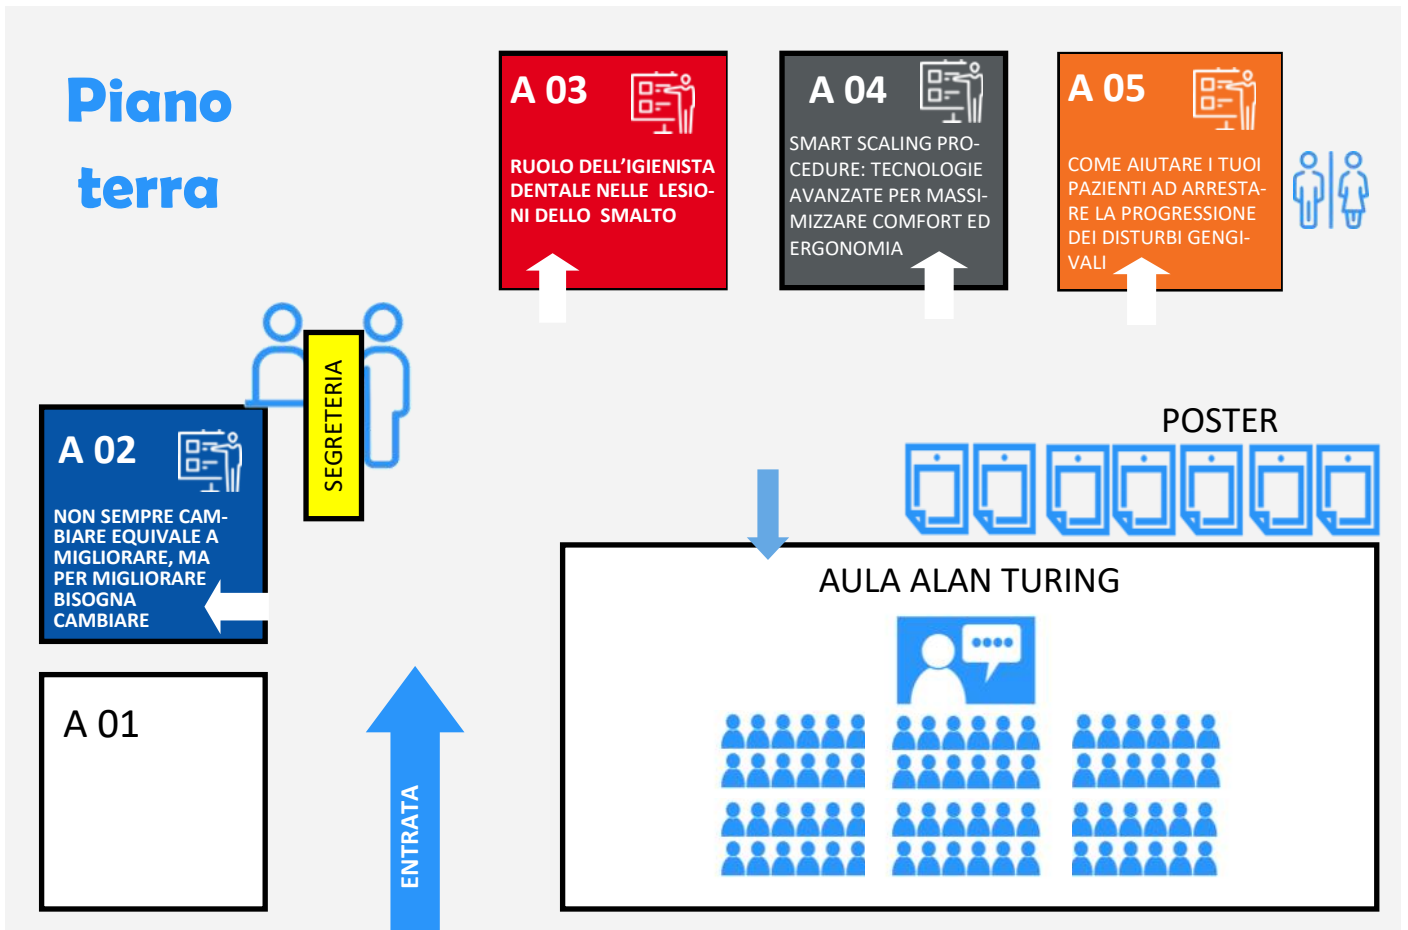 Piano
terra
A 03
RUOLO DELL'IGIENISTA
DENTALE NELLE LESIO-
NI DELLO SMALTO
A 04
SMART SCALING PRO-
CEDURE: TECNOLOGIE
AVANZATE PER MASSI-
MIZZARE COMFORT ED
ERGONOMIA
A 05
COME AIUTARE I TUOI
PAZIENTI AD ARRESTA-
RE LA PROGRESSIONE
DEI DISTURBI GENGI-
VALI
SEGRETERIA
A 02
NON SEMPRE CAM-
BIARE EQUIVALE A
MIGLIORARE, MA
PER MIGLIORARE
BISOGNA
CAMBIARE
POSTER
AULA ALAN TURING
A 01
ENTRATA